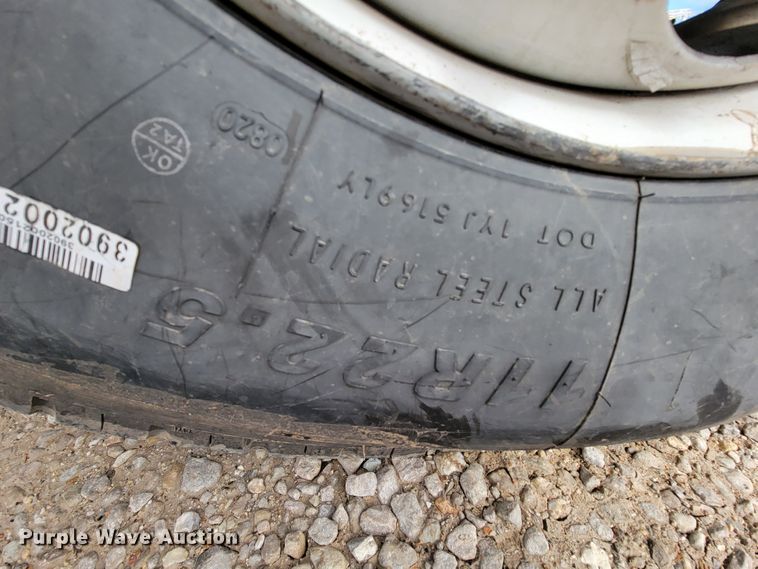 11R22.5
ALL STEEL RADIAL
DOT 1YJ 5169LY
0820
OK
TA2
3902002
Purple Wave Auction